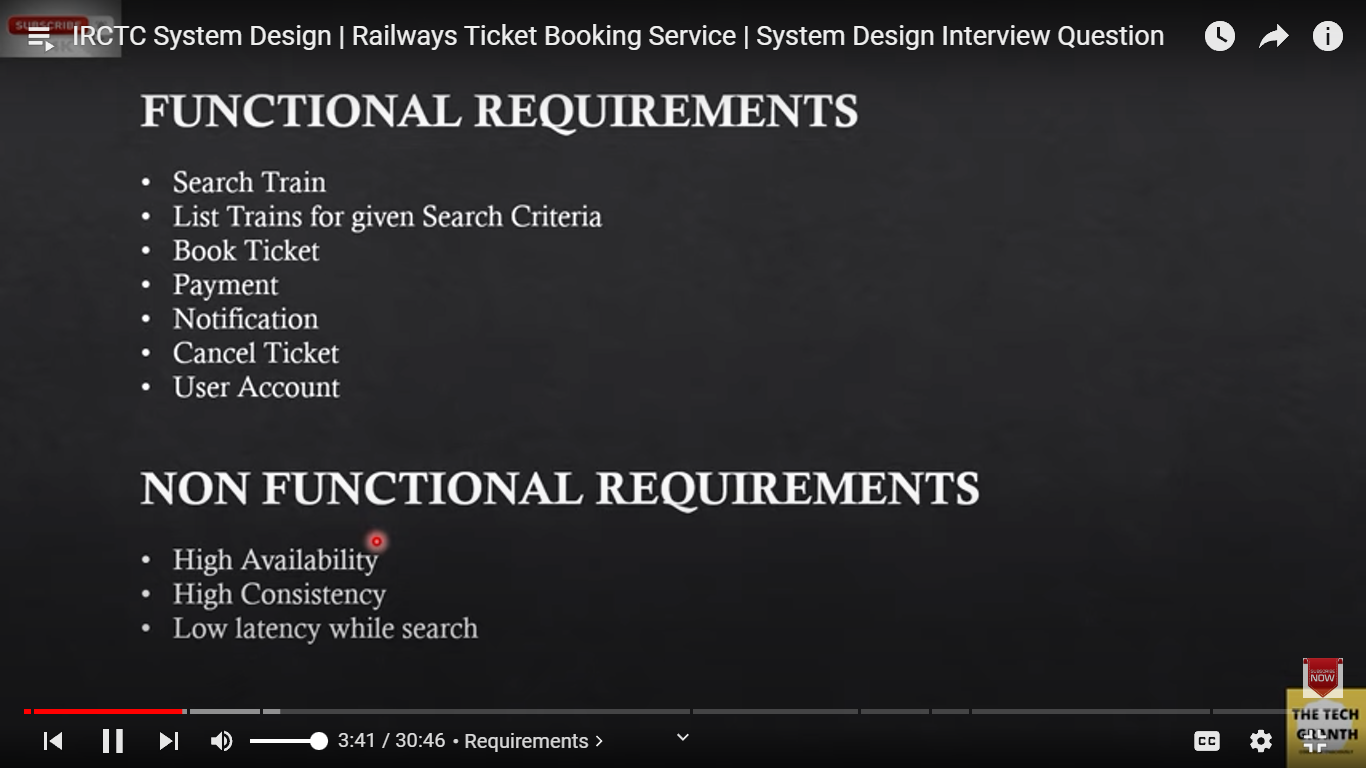 SUBSCRIBE
IRCTC System Design | Railways Ticket Booking Service | System Design Interview Question
FUNCTIONAL REQUIREMENTS
• Search Train
• List Trains for given Search Criteria
• Book Ticket
• Payment
• Notification
• Cancel Ticket
• User Account
NON FUNCTIONAL REQUIREMENTS
• High Availability
• High Consistency
• Low latency while search
SUBSCRIBE
NOW
THE TECH
GRANTH
3:41 / 30:46 • Requirements
CC